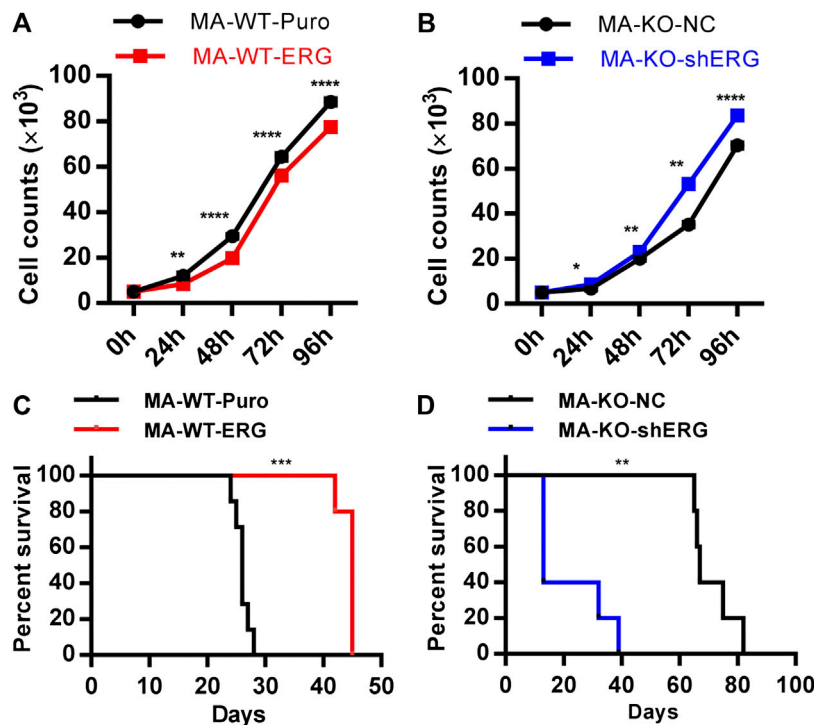 A
MA-WT-Puro
MA-WT-ERG
Cell counts (×10³)
100
80
60
40
20
0
**
****
****
****
0h
24h
48h
72h
96h
B
MA-KO-NC
MA-KO-shERG
Cell counts (×10³)
100
80
60
40
20
0
*
**
**
****
0h
24h
48h
72h
96h
C
MA-WT-Puro
MA-WT-ERG
Percent survival
100
80
60
40
20
0
***
0
10
20
30
40
50
Days
D
MA-KO-NC
MA-KO-shERG
Percent survival
100
80
60
40
20
0
**
0
20
40
60
80
100
Days